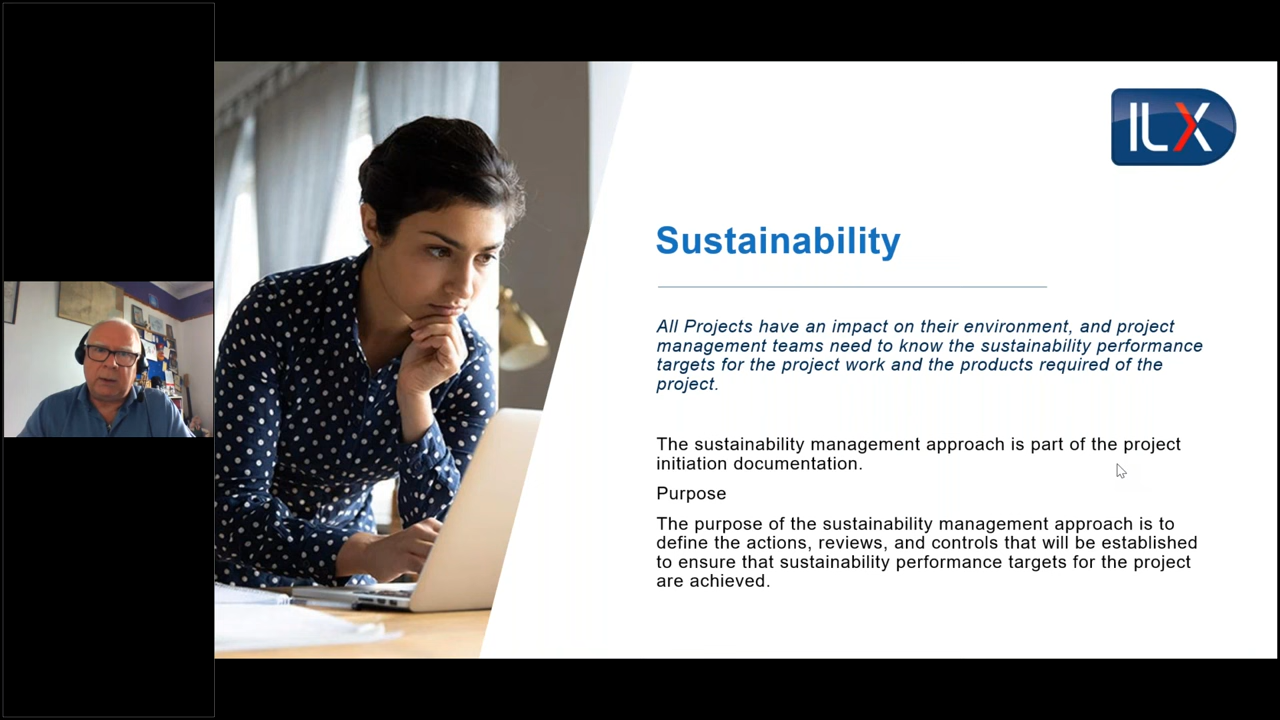 ILX
Sustainability
All Projects have an impact on their environment, and project
management teams need to know the sustainability performance
targets for the project work and the products required of the
project.
The sustainability management approach is part of the project
initiation documentation.
Purpose
The purpose of the sustainability management approach is to
define the actions, reviews, and controls that will be established
to ensure that sustainability performance targets for the project
are achieved.